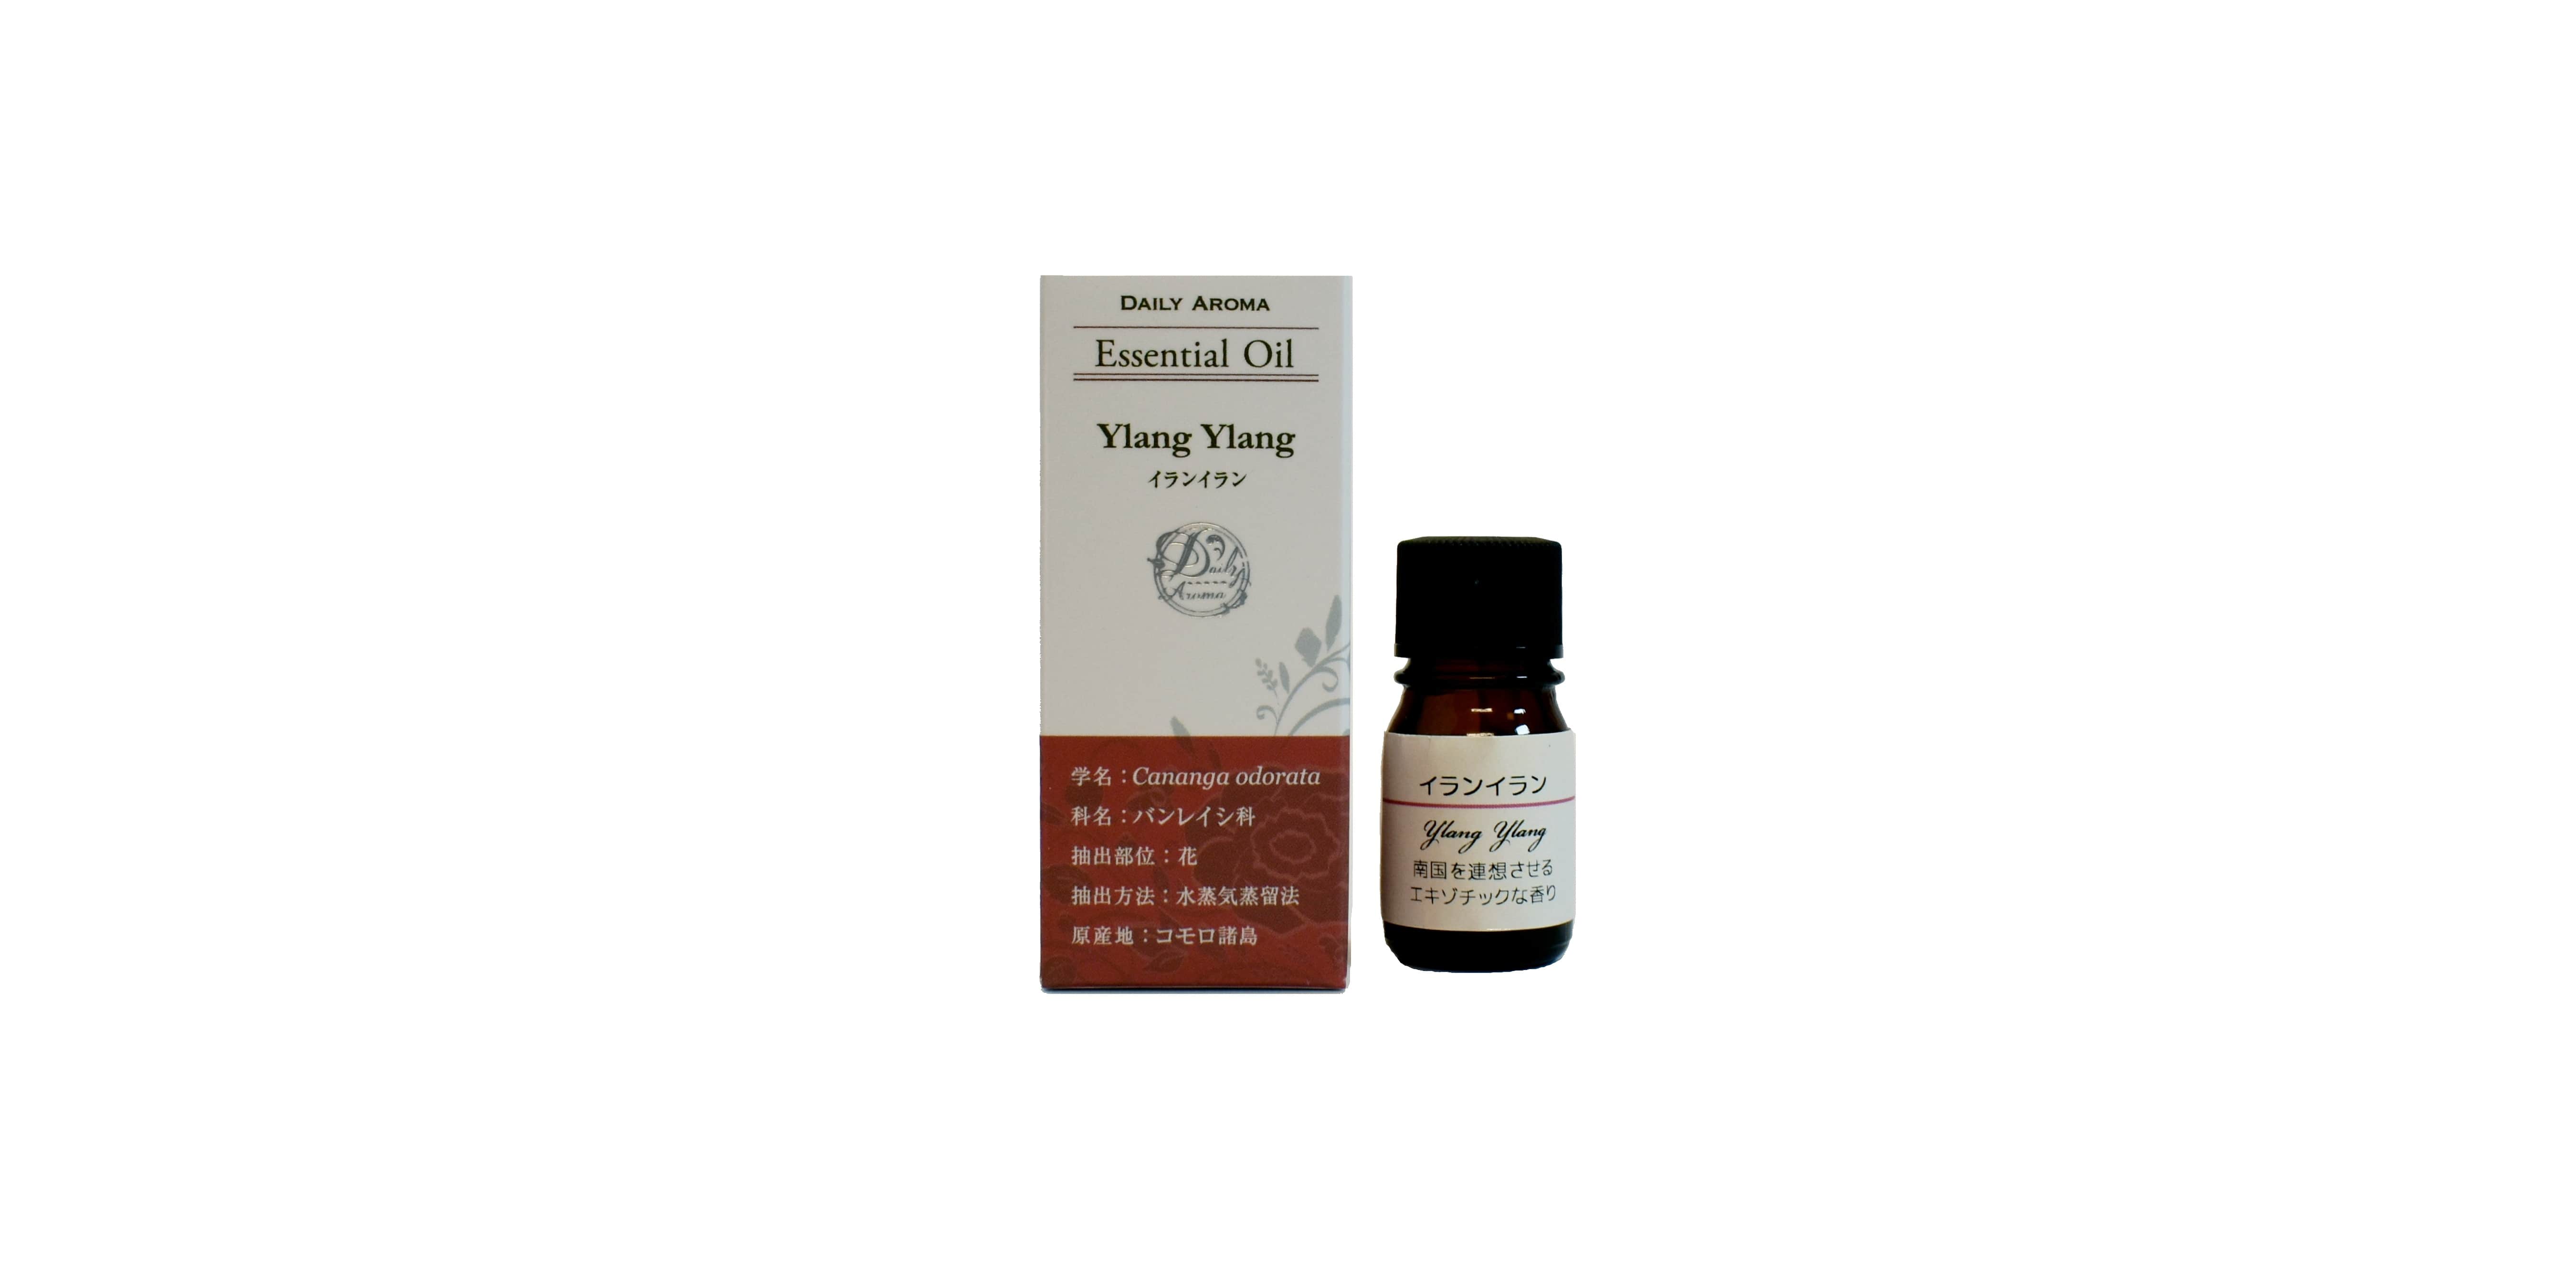 DAILY AROMA
Essential Oil
Ylang Ylang
イランイラン
Daily
Aroma
学名：Cananga odorata
科名：バンレイシ科
抽出部位：花
抽出方法：水蒸気蒸留法
原産地：コモロ諸島
イランイラン
Ylang Ylang
南国を連想させる
エキゾチックな香り